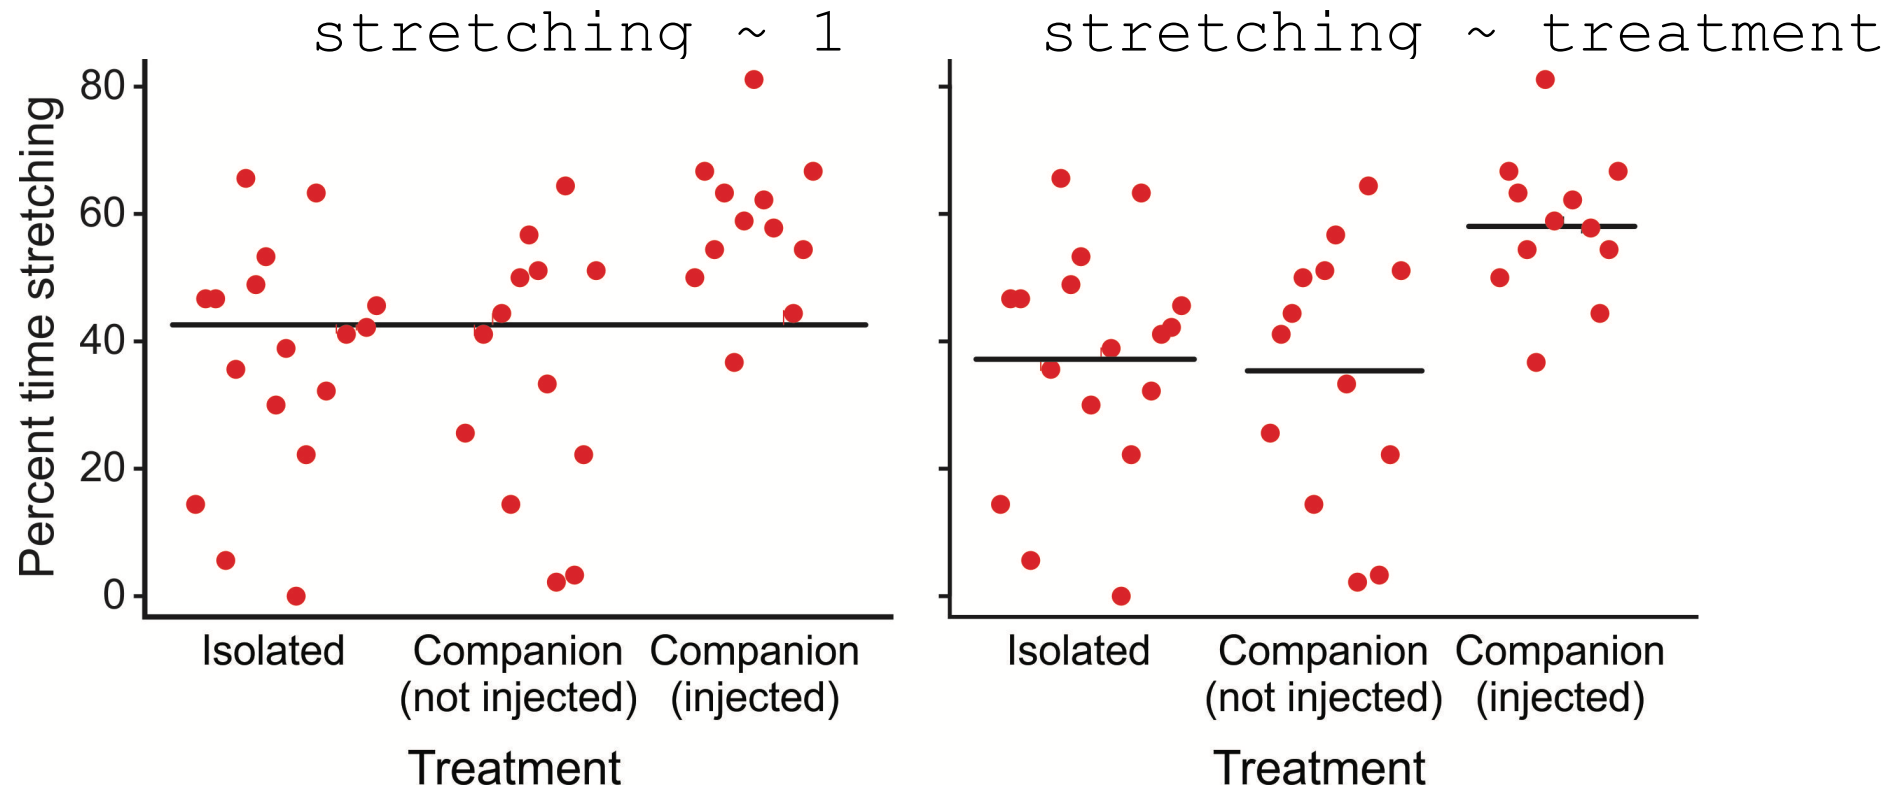 stretching ~ 1
stretching ~ treatment
Percent time stretching
80
60
40
20
0
Isolated
Companion
(not injected)
Companion
(injected)
Treatment
Isolated
Companion
(not injected)
Companion
(injected)
Treatment